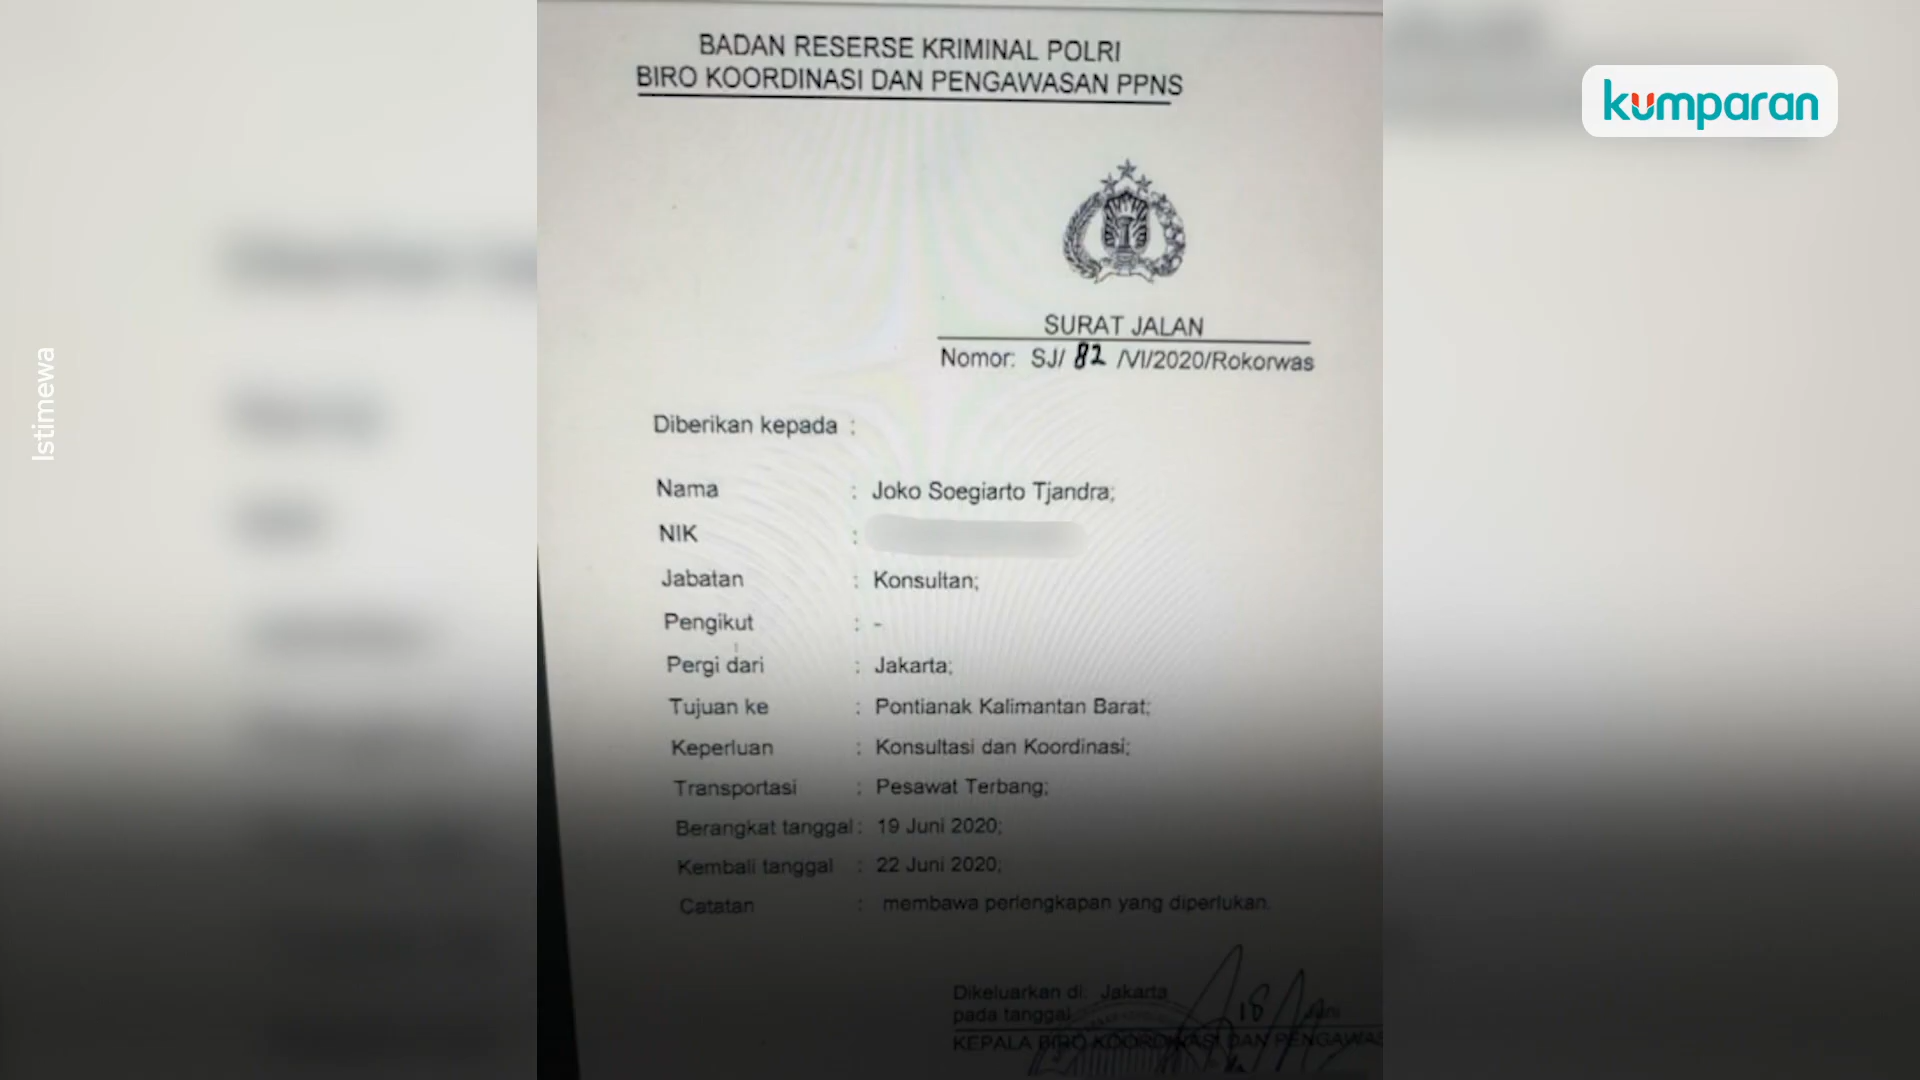 BADAN RESERSE KRIMINAL POLRI
BIRO KOORDINASI DAN PENGAWASAN PPNS
kumparan
SURAT JALAN
Nomor: SJ/ 82 /VI/2020/Rokorwas
Istimewa
Diberikan kepada :
Nama : Joko Soegiarto Tjandra;
NIK :
Jabatan : Konsultan;
Pengikut : -
Pergi dari : Jakarta;
Tujuan ke : Pontianak Kalimantan Barat;
Keperluan : Konsultasi dan Koordinasi;
Transportasi : Pesawat Terbang;
Berangkat tanggal : 19 Juni 2020;
Kembali tanggal : 22 Juni 2020;
Catatan : membawa perlengkapan yang diperlukan.
Dikeluarkan di: Jakarta
pada tanggal 18 Juni
KEPALA BIRO KOORDINASI DAN PENGAWAS